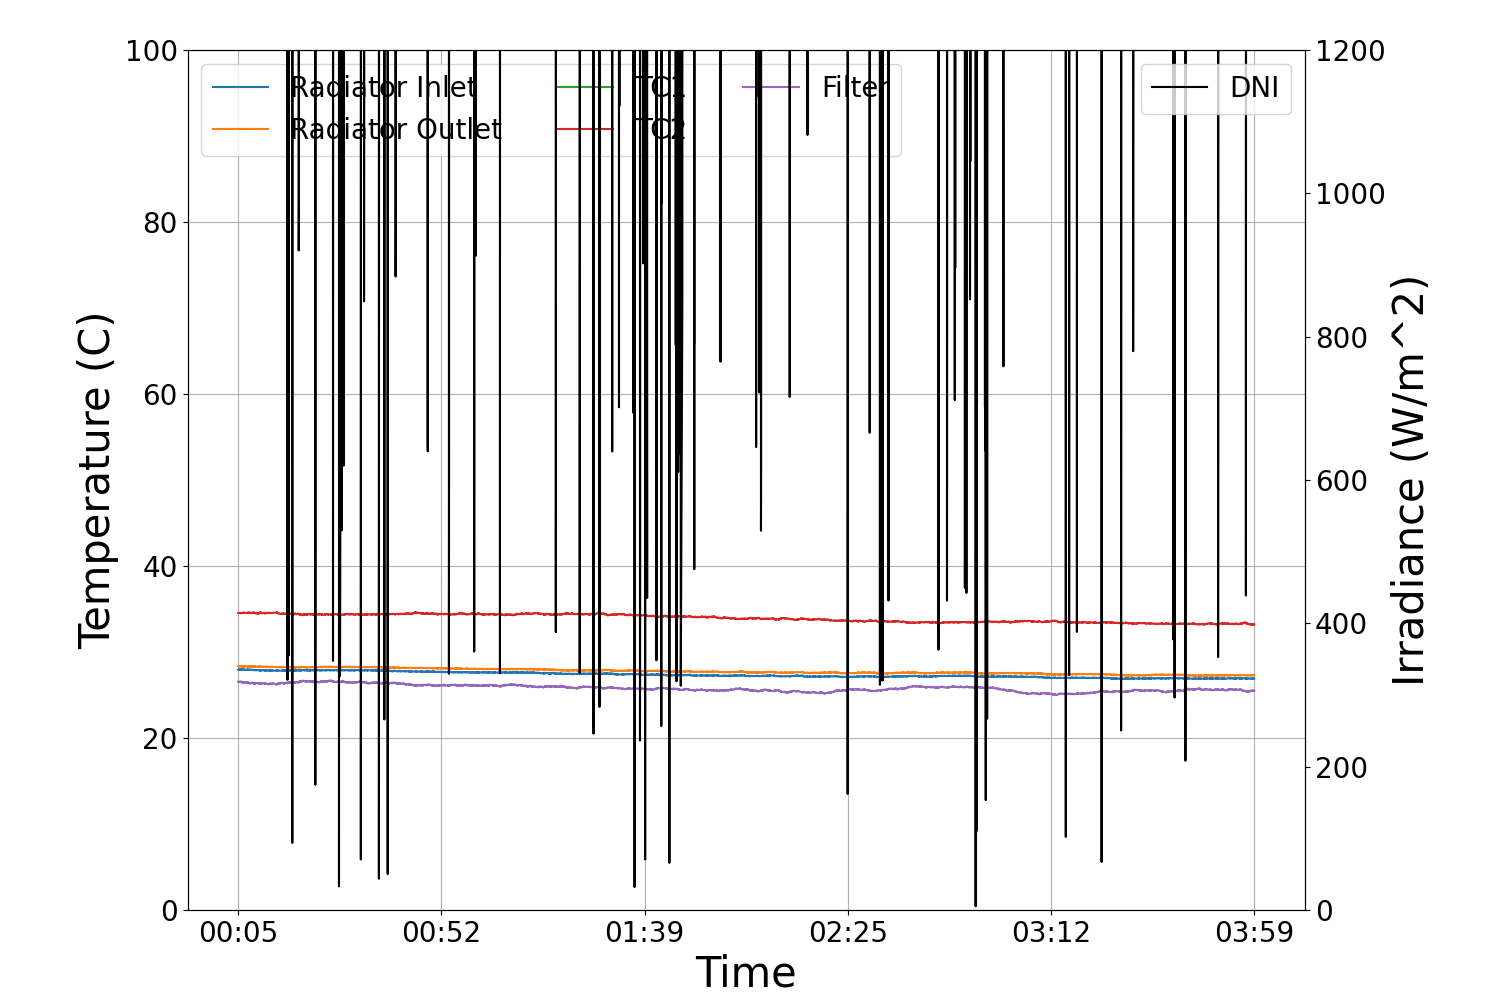 100
80
60
40
20
0
Temperature (C)
Radiator Inlet
Radiator Outlet
TC1
TC2
Filter
DNI
1200
1000
800
600
400
200
0
Irradiance (W/m^2)
00:05 00:52 01:39 02:25 03:12 03:59
Time